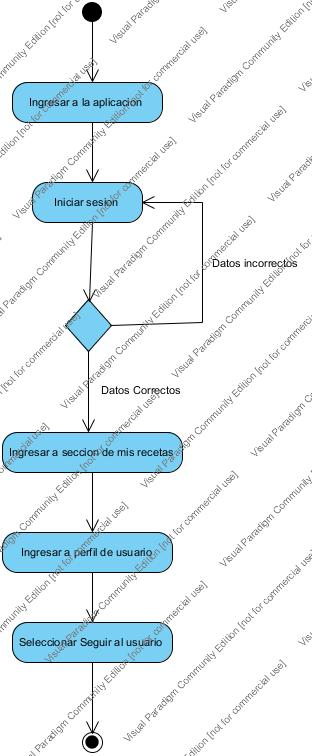 Ingresar a la aplicacion
Iniciar sesion
Datos incorrectos
Datos Correctos
Ingresar a seccion de mis recetas
Ingresar a perfil de usuario
Seleccionar Seguir al usuario
Visual Paradigm Community Edition [not for commercial use]